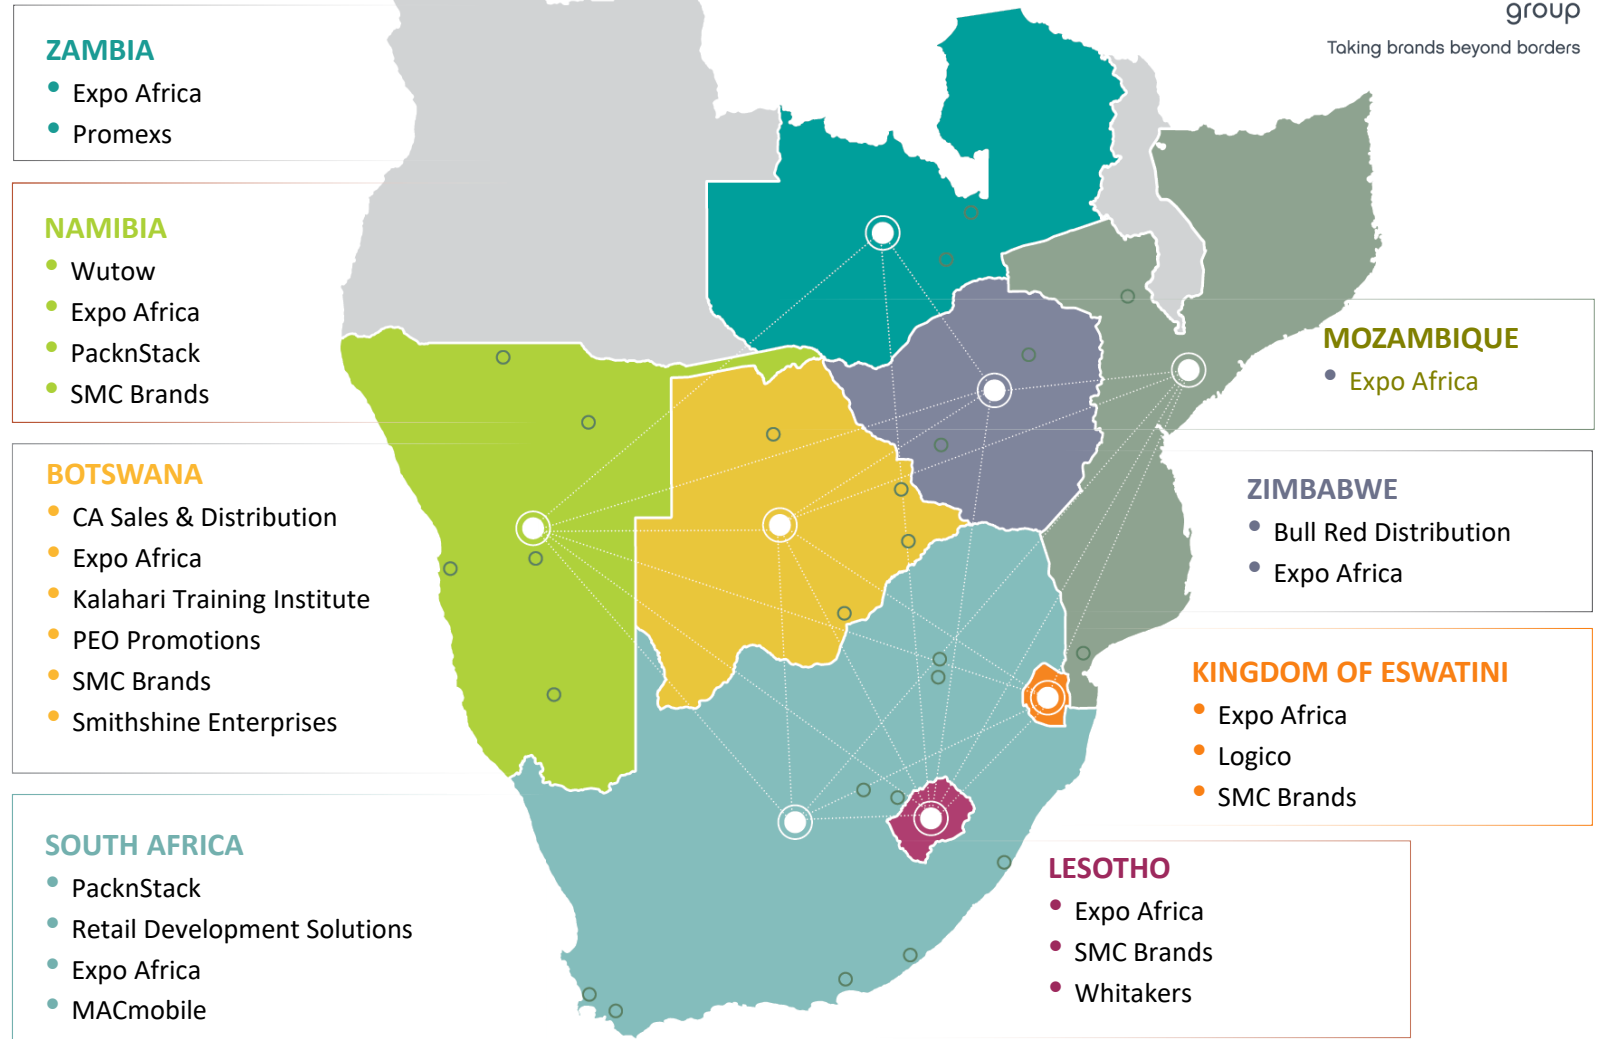 group
Taking brands beyond borders
ZAMBIA
Expo Africa
Promexs
NAMIBIA
Wutow
Expo Africa
PacknStack
SMC Brands
BOTSWANA
CA Sales & Distribution
Expo Africa
Kalahari Training Institute
PEO Promotions
SMC Brands
Smithshine Enterprises
SOUTH AFRICA
PacknStack
Retail Development Solutions
Expo Africa
MACmobile
MOZAMBIQUE
Expo Africa
ZIMBABWE
Bull Red Distribution
Expo Africa
KINGDOM OF ESWATINI
Expo Africa
Logico
SMC Brands
LESOTHO
Expo Africa
SMC Brands
Whitakers